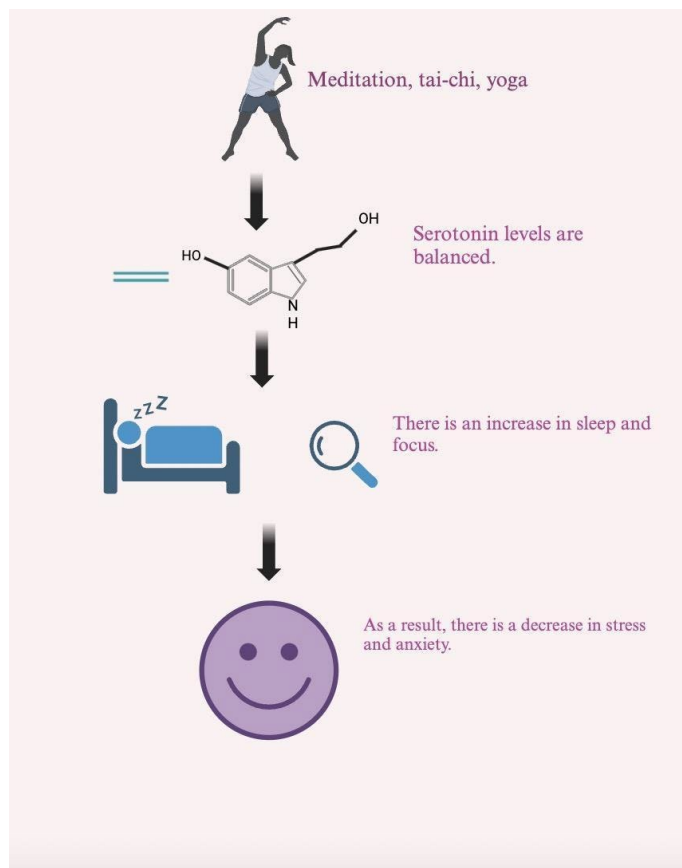 Meditation, tai-chi, yoga
OH
Serotonin levels are
balanced.
HO
N
H
zzZ
There is an increase in sleep and
focus.
As a result, there is a decrease in stress
and anxiety.